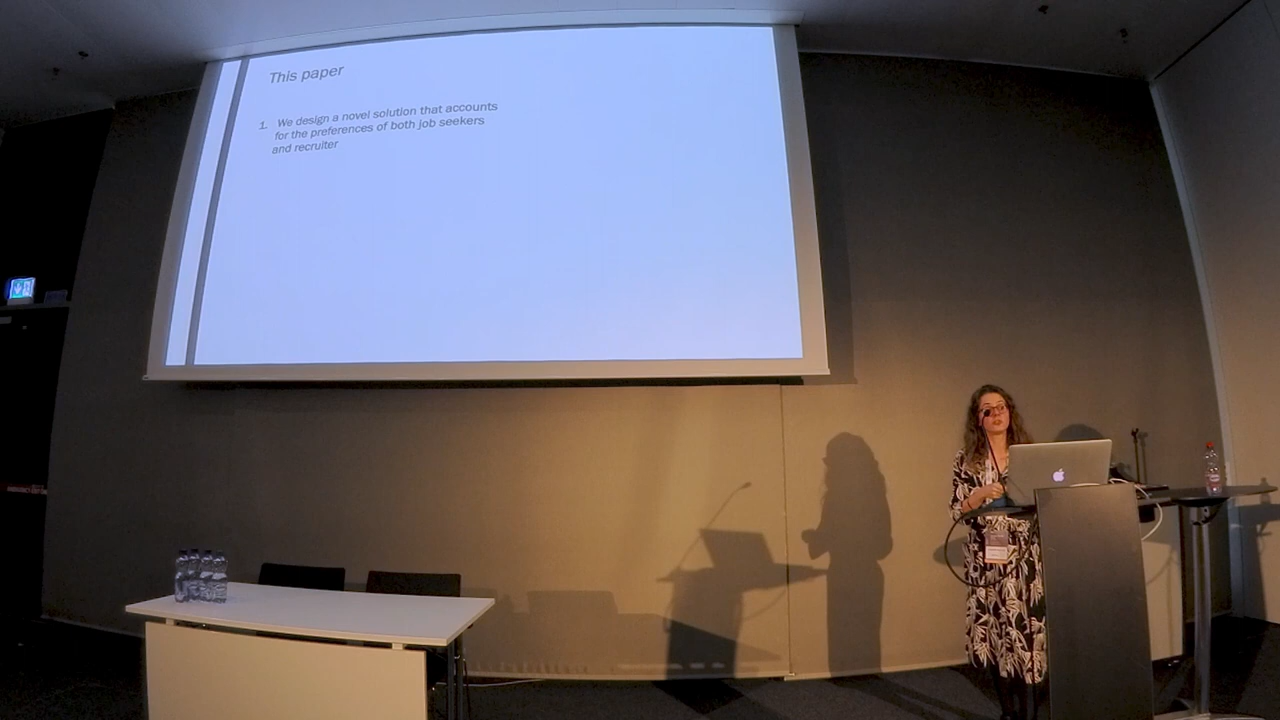 This paper
1. We design a novel solution that accounts
for the preferences of both job seekers
and recruiter